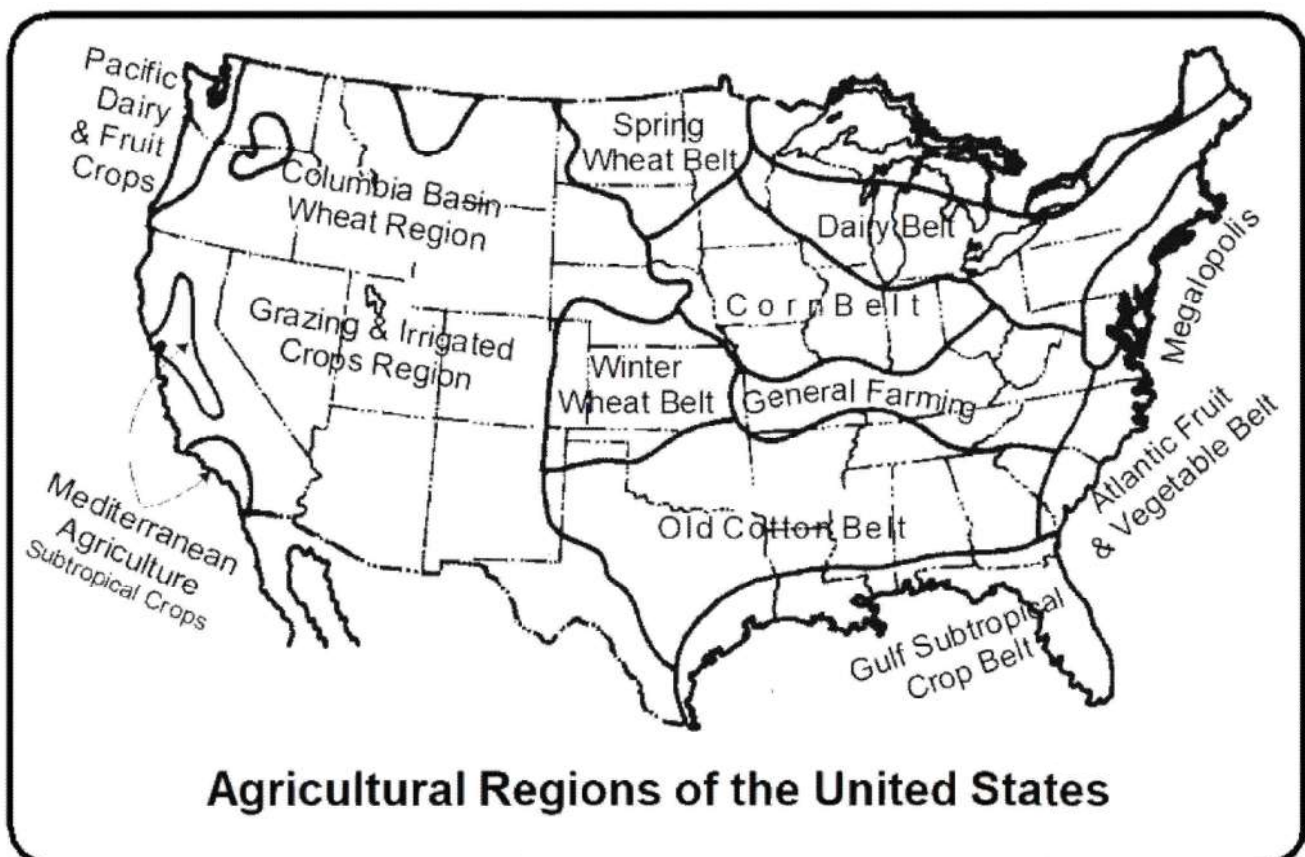 Pacific
Dairy
& Fruit
Crops
Spring
Wheat Belt
Columbia Basin
Wheat Region
Dairy Belt
Megalopolis
Corn Belt
Grazing & Irrigated
Crops Region
Winter
Wheat Belt
General Farming
Atlantic Fruit
& Vegetable Belt
Mediterranean
Agriculture
Subtropical Crops
Old Cotton Belt
Gulf Subtropical
Crop Belt
Agricultural Regions of the United States